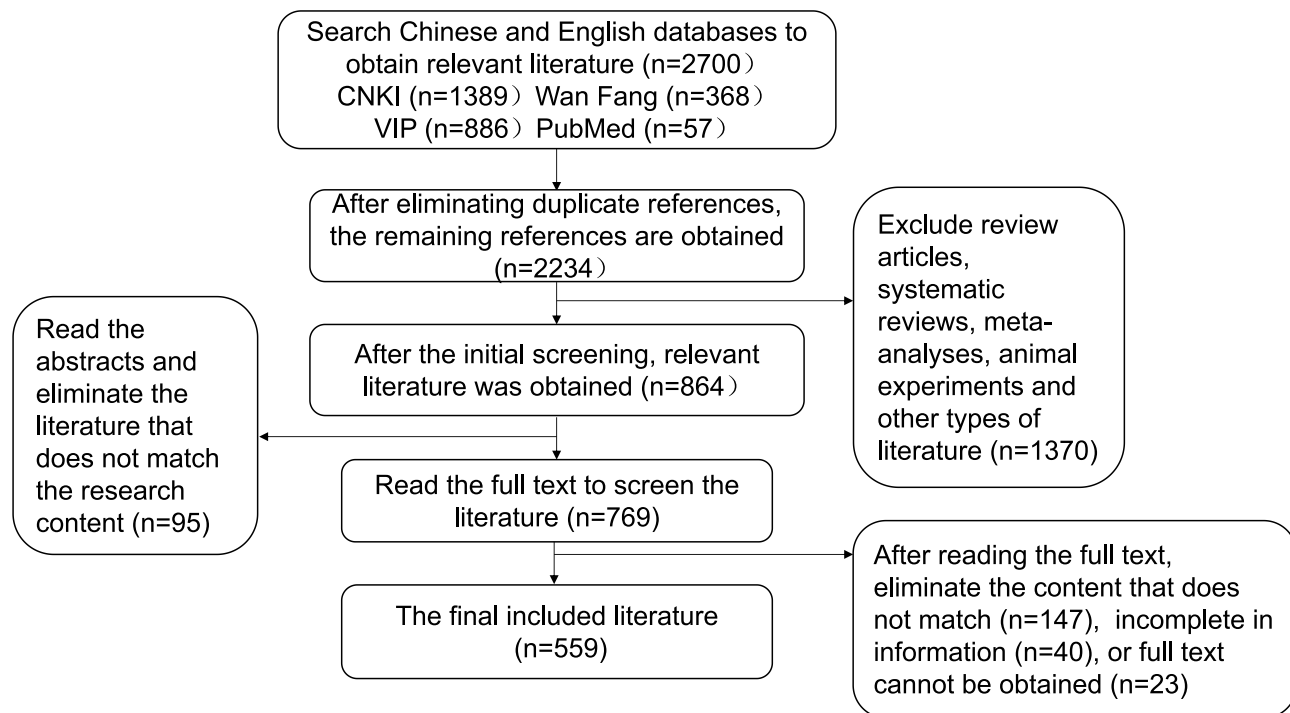 Search Chinese and English databases to
obtain relevant literature (n=2700）
CNKI (n=1389）Wan Fang (n=368）
VIP (n=886）PubMed (n=57）
After eliminating duplicate references,
the remaining references are obtained
(n=2234）
Exclude review
articles,
systematic
reviews, meta-
analyses, animal
experiments and
other types of
literature (n=1370)
After the initial screening, relevant
literature was obtained (n=864）
Read the
abstracts and
eliminate the
literature that
does not match
the research
content (n=95)
Read the full text to screen the
literature (n=769)
After reading the full text,
eliminate the content that does
not match (n=147), incomplete in
information (n=40), or full text
cannot be obtained (n=23)
The final included literature
(n=559)